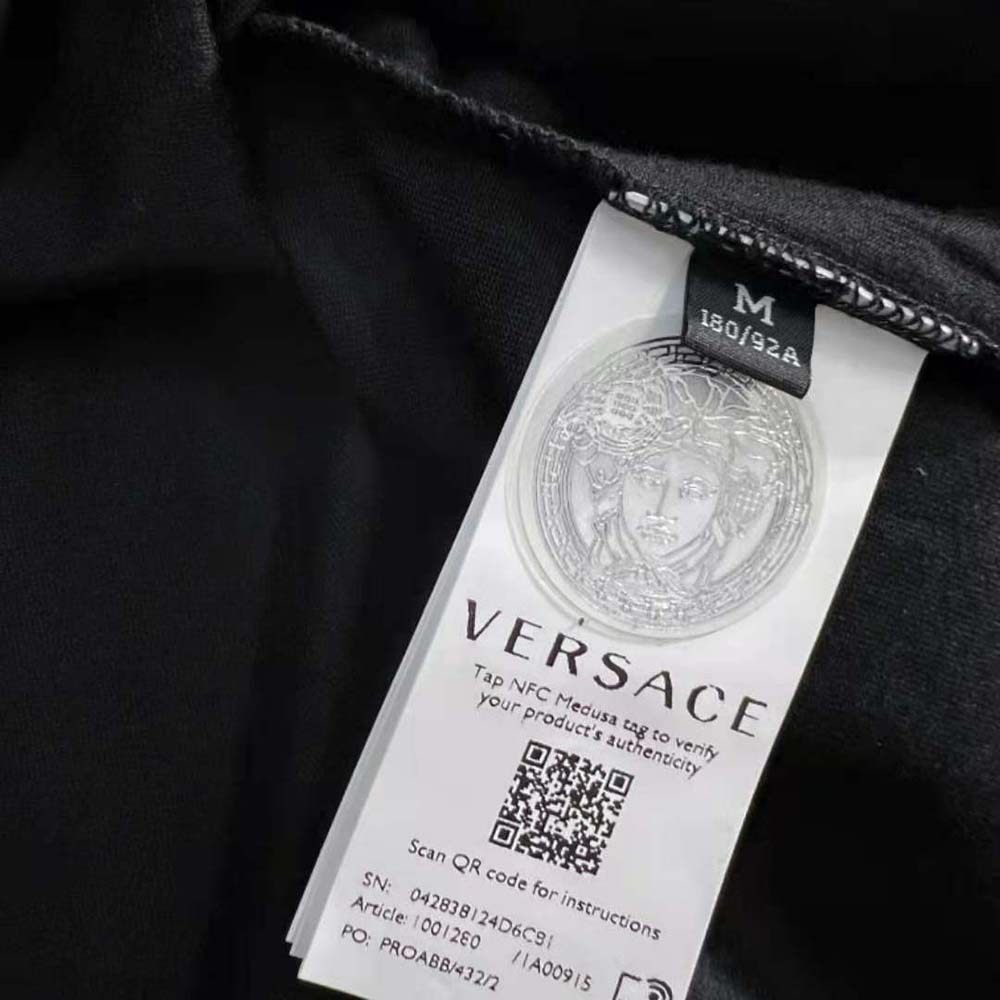 M
180/92A
VERSACE
Tap NFC Medusa tag to verify
your product's authenticity
Scan QR code for instructions
SN: 042838124D6C81
Article: 1001280 /1A00915
PO: PROABB/432/2